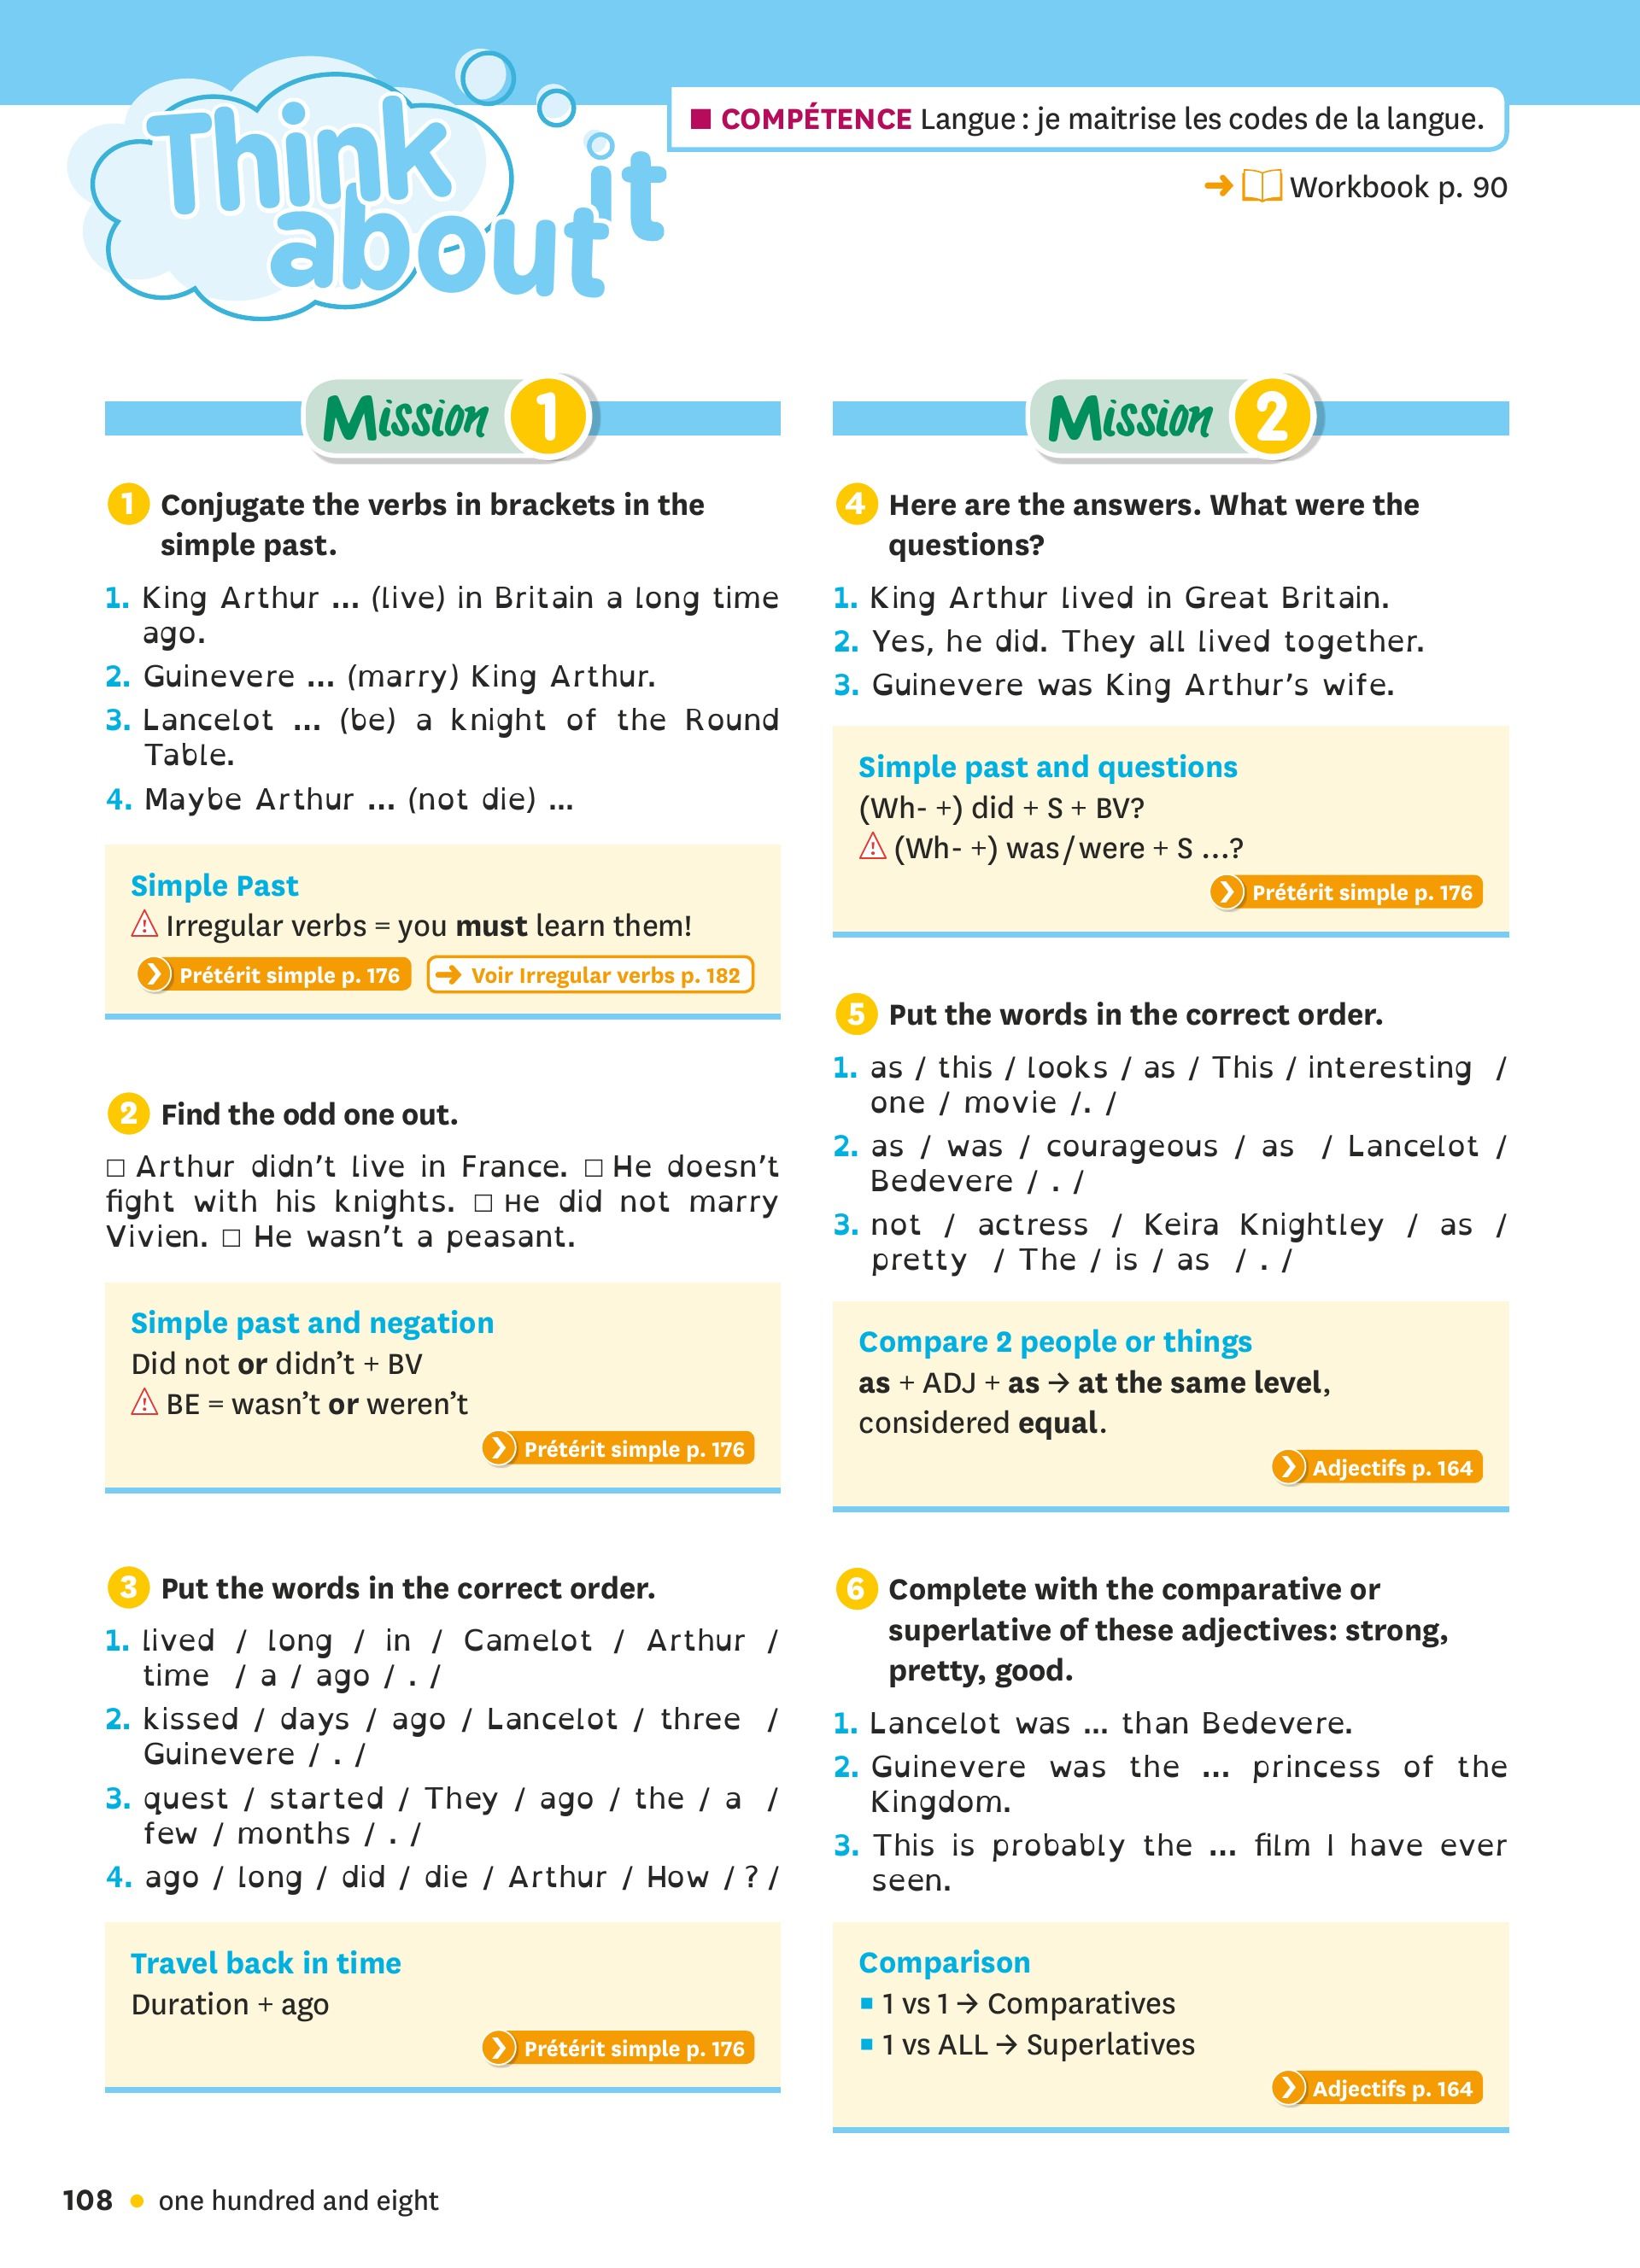 Think
about it
■ COMPÉTENCE Langue : je maitrise les codes de la langue.
➜ Workbook p. 90
Mission 1
1 Conjugate the verbs in brackets in the
simple past.
1. King Arthur ... (live) in Britain a long time
ago.
2. Guinevere ... (marry) King Arthur.
3. Lancelot ... (be) a knight of the Round
Table.
4. Maybe Arthur ... (not die) ...
Simple Past
⚠ Irregular verbs = you must learn them!
Prétérit simple p. 176 ➜ Voir Irregular verbs p. 182
2 Find the odd one out.
□ Arthur didn't live in France. □ He doesn't
fight with his knights. □ He did not marry
Vivien. □ He wasn't a peasant.
Simple past and negation
Did not or didn't + BV
⚠ BE = wasn't or weren't
Prétérit simple p. 176
3 Put the words in the correct order.
1. lived / long / in / Camelot / Arthur /
time / a / ago / . /
2. kissed / days / ago / Lancelot / three /
Guinevere / . /
3. quest / started / They / ago / the / a /
few / months / . /
4. ago / long / did / die / Arthur / How / ? /
Travel back in time
Duration + ago
Prétérit simple p. 176
Mission 2
4 Here are the answers. What were the
questions?
1. King Arthur lived in Great Britain.
2. Yes, he did. They all lived together.
3. Guinevere was King Arthur's wife.
Simple past and questions
(Wh- +) did + S + BV?
⚠ (Wh- +) was / were + S ...?
Prétérit simple p. 176
5 Put the words in the correct order.
1. as / this / looks / as / This / interesting /
one / movie /. /
2. as / was / courageous / as / Lancelot /
Bedevere / . /
3. not / actress / Keira Knightley / as /
pretty / The / is / as / . /
Compare 2 people or things
as + ADJ + as → at the same level,
considered equal.
Adjectifs p. 164
6 Complete with the comparative or
superlative of these adjectives: strong,
pretty, good.
1. Lancelot was ... than Bedevere.
2. Guinevere was the ... princess of the
Kingdom.
3. This is probably the ... film I have ever
seen.
Comparison
▪ 1 vs 1 → Comparatives
▪ 1 vs ALL → Superlatives
Adjectifs p. 164
108 • one hundred and eight